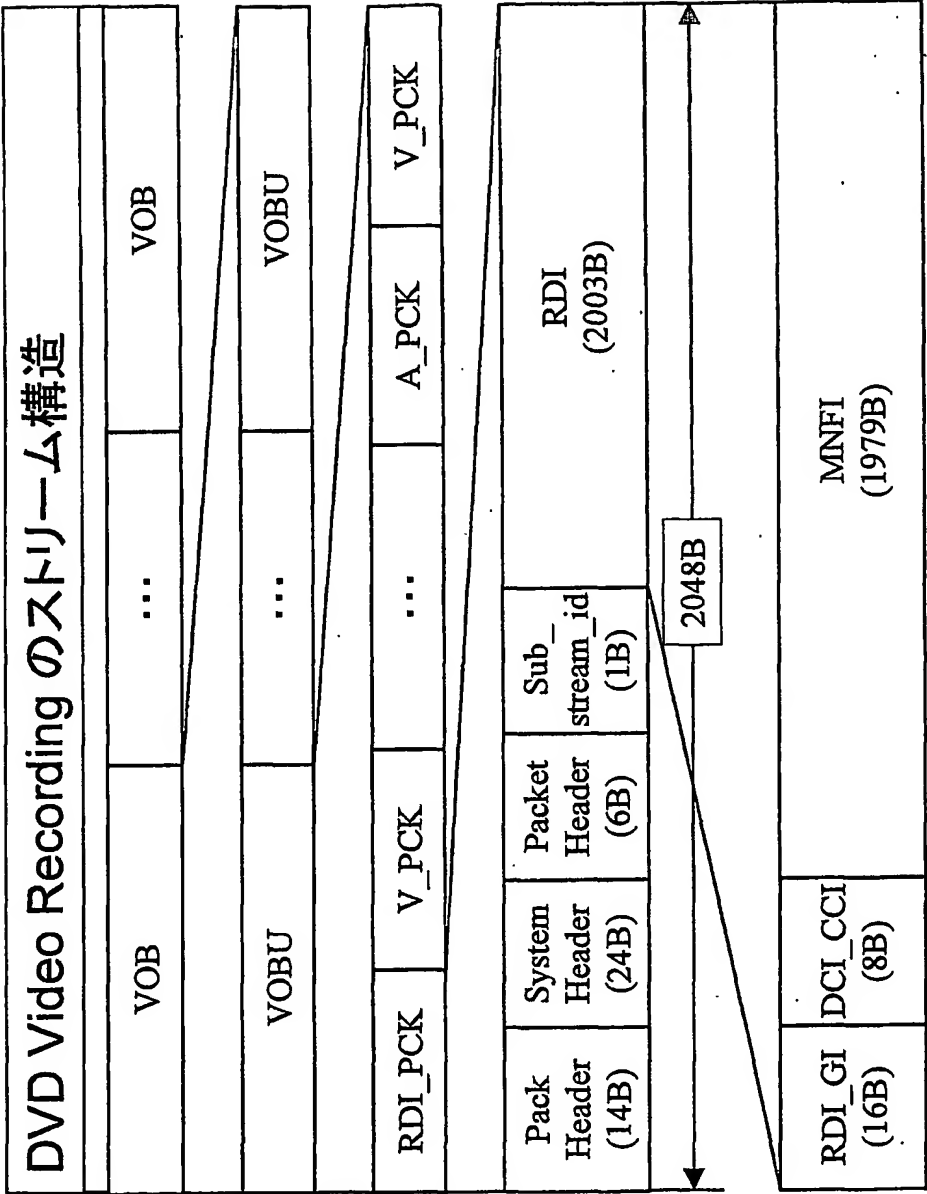 DVD Video Recording のストリーム構造
VOB
...
VOB
VOBU
...
VOBU
RDI_PCK
V_PCK
...
A_PCK
V_PCK
Pack
Header
(14B)
System
Header
(24B)
Packet
Header
(6B)
Sub_
stream_id
(1B)
RDI
(2003B)
2048B
RDI_GI
(16B)
DCI_CCI
(8B)
MNFI
(1979B)